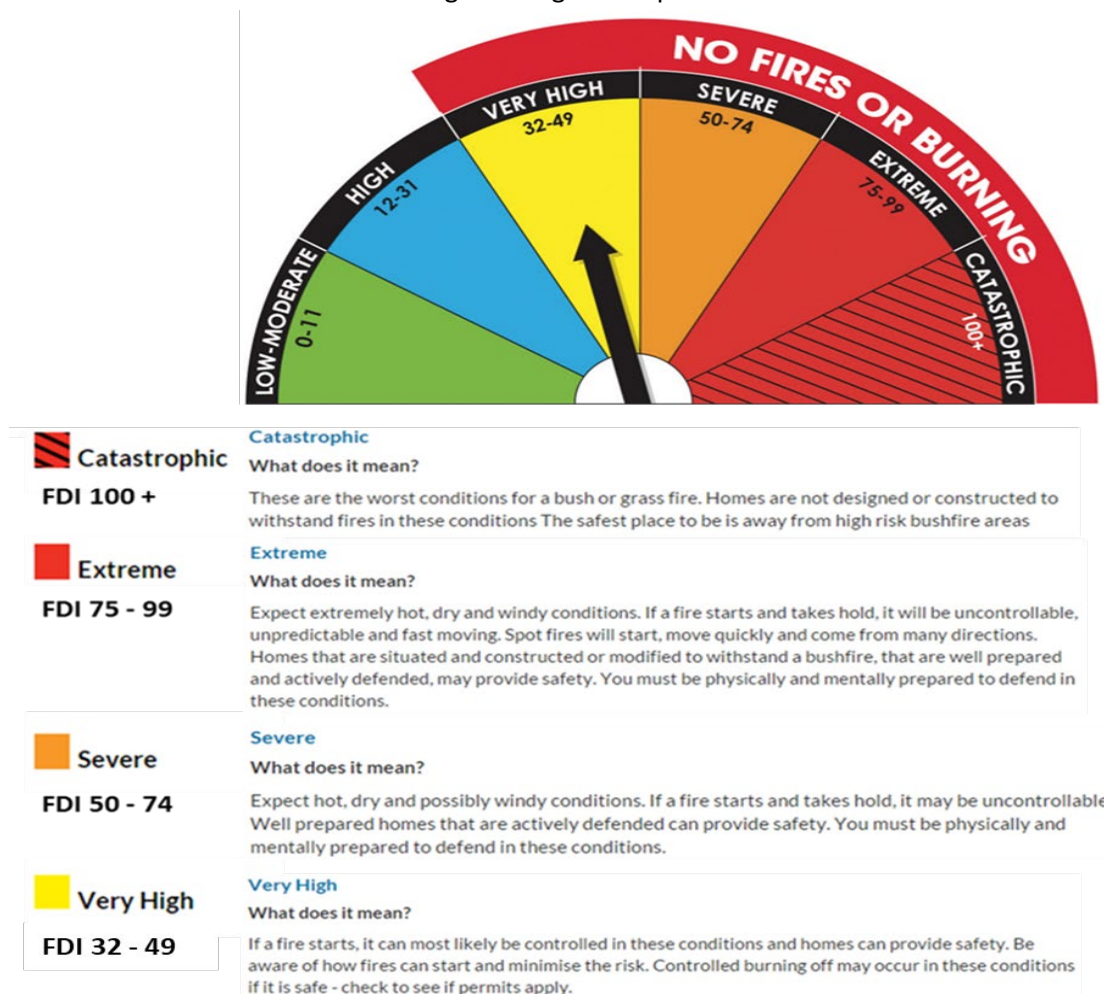 NO FIRES OR BURNING
LOW-MODERATE
0-11
HIGH
12-31
VERY HIGH
32-49
SEVERE
50-74
EXTREME
75-99
CATASTROPHIC
100+
Catastrophic
FDI 100 +
Catastrophic
What does it mean?
These are the worst conditions for a bush or grass fire. Homes are not designed or constructed to
withstand fires in these conditions The safest place to be is away from high risk bushfire areas
Extreme
FDI 75 - 99
Extreme
What does it mean?
Expect extremely hot, dry and windy conditions. If a fire starts and takes hold, it will be uncontrollable,
unpredictable and fast moving. Spot fires will start, move quickly and come from many directions.
Homes that are situated and constructed or modified to withstand a bushfire, that are well prepared
and actively defended, may provide safety. You must be physically and mentally prepared to defend in
these conditions.
Severe
FDI 50 - 74
Severe
What does it mean?
Expect hot, dry and possibly windy conditions. If a fire starts and takes hold, it may be uncontrollable
Well prepared homes that are actively defended can provide safety. You must be physically and
mentally prepared to defend in these conditions.
Very High
FDI 32 - 49
Very High
What does it mean?
If a fire starts, it can most likely be controlled in these conditions and homes can provide safety. Be
aware of how fires can start and minimise the risk. Controlled burning off may occur in these conditions
if it is safe - check to see if permits apply.